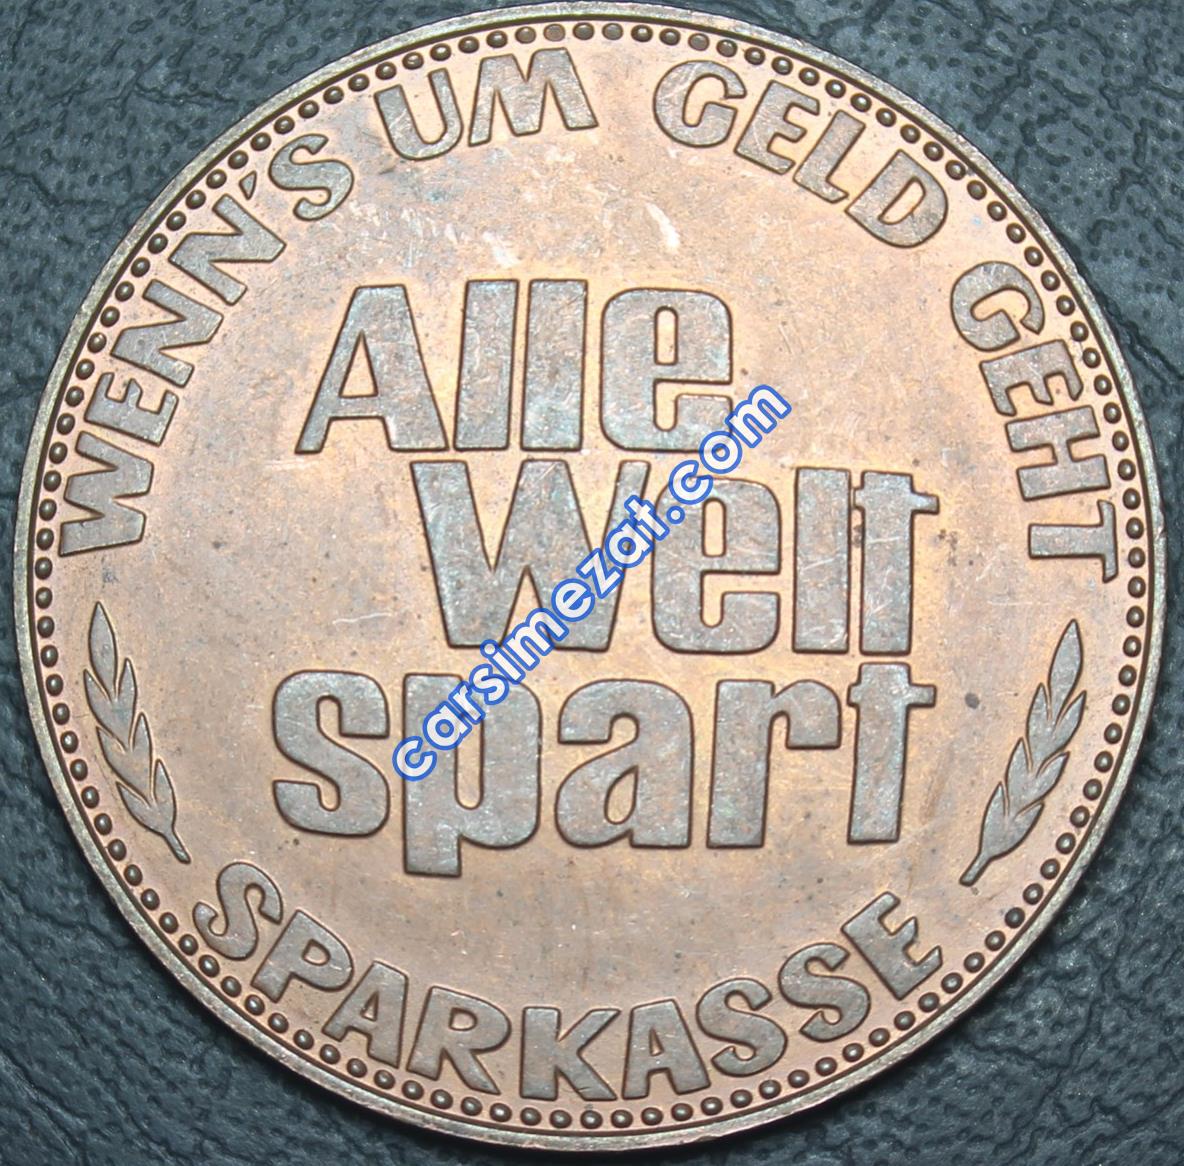 WENN'S UM GELD GEHT
Alle
Welt
spart
SPARKASSE
carsimezat.com